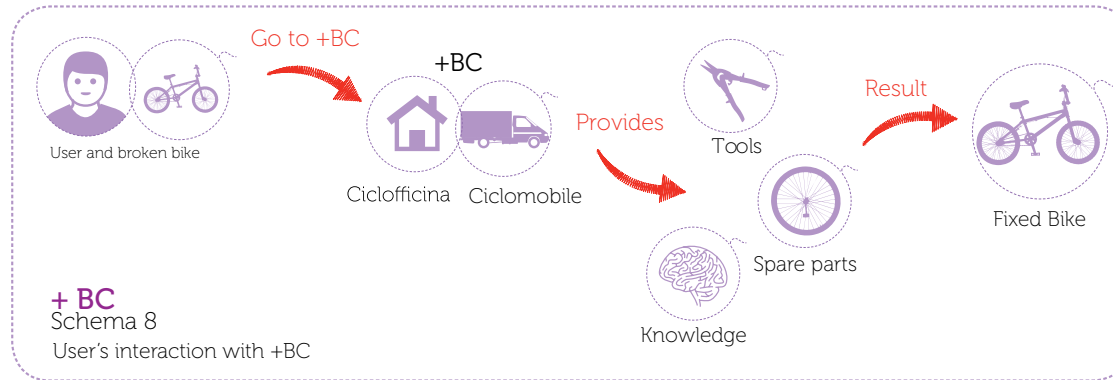 Go to +BC
User and broken bike
+BC
Ciclofficina
Ciclomobile
Provides
Tools
Spare parts
Knowledge
Result
Fixed Bike
+ BC
Schema 8
User's interaction with +BC